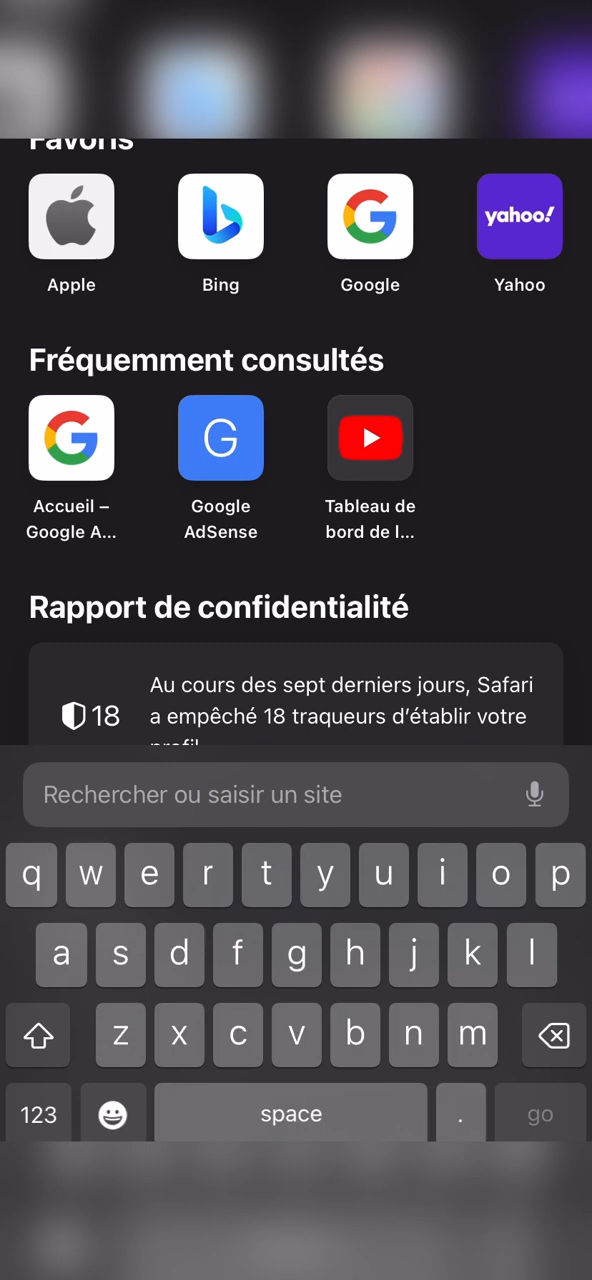 Favoris
yahoo!
Apple
Bing
Google
Yahoo
Fréquemment consultés
G
Accueil –
Google A...
Google
AdSense
Tableau de
bord de l...
Rapport de confidentialité
18
Au cours des sept derniers jours, Safari
a empêché 18 traqueurs d’établir votre
profil
Rechercher ou saisir un site
q w e r t y u i o p
a s d f g h j k l
z x c v b n m
123 space . go